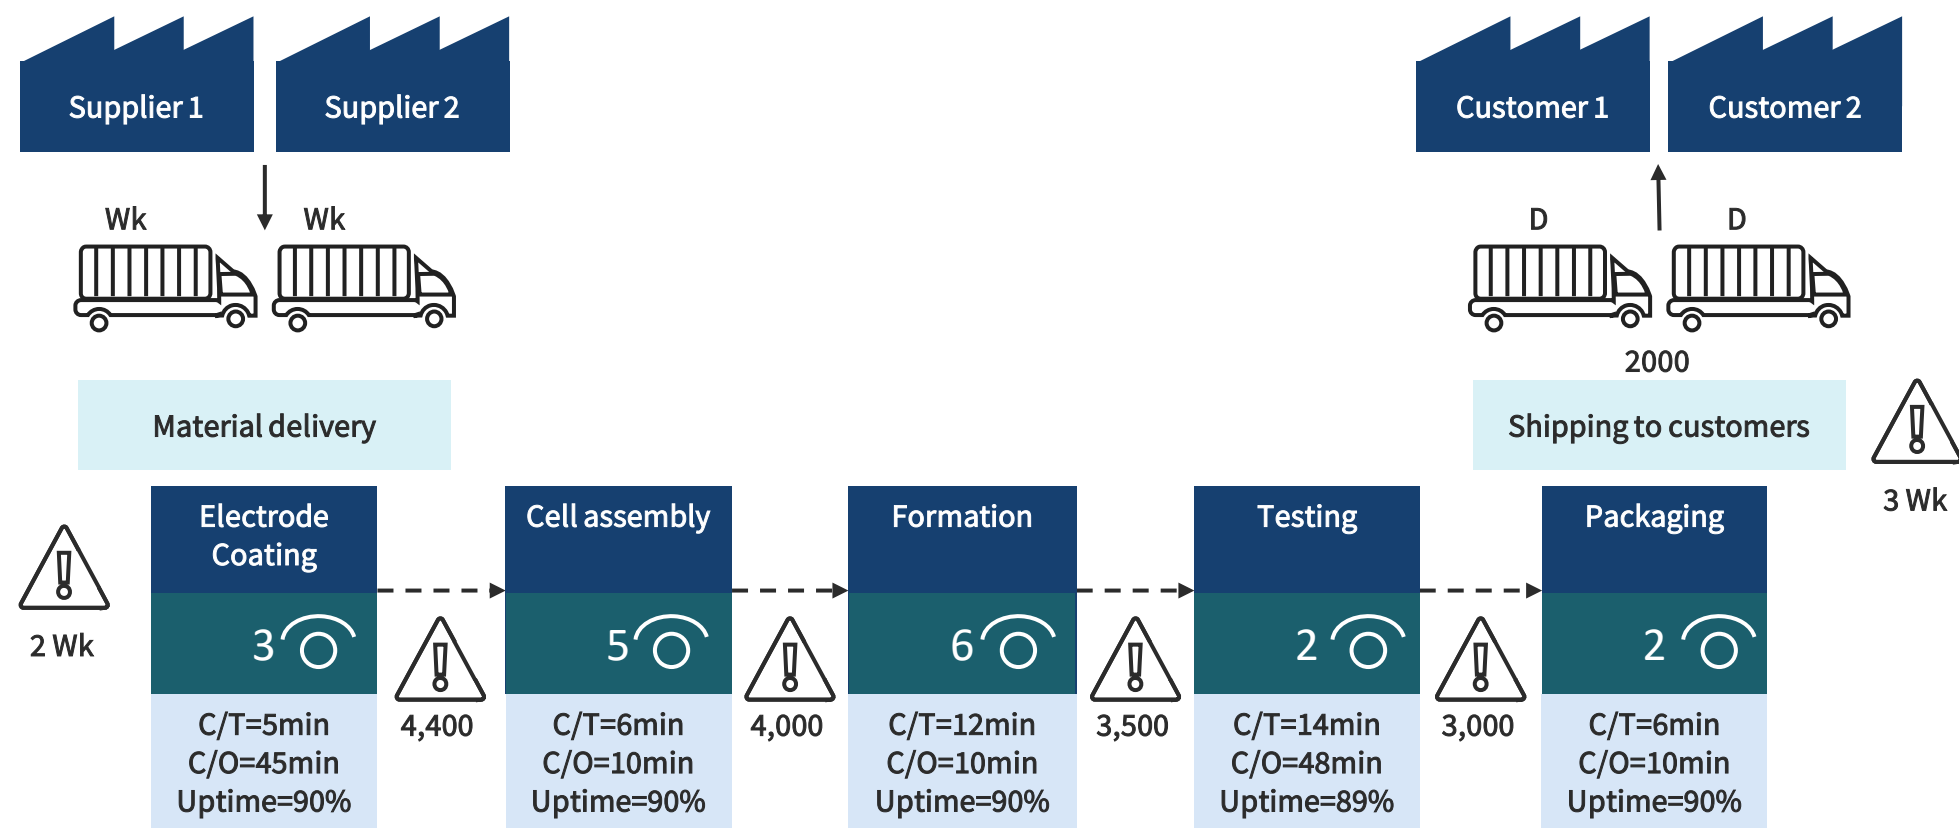 Supplier 1
Supplier 2
Customer 1
Customer 2
Wk
Wk
D
D
2000
Material delivery
Shipping to customers
3 Wk
2 Wk
Electrode
Coating
3
C/T=5min
C/O=45min
Uptime=90%
4,400
Cell assembly
5
C/T=6min
C/O=10min
Uptime=90%
4,000
Formation
6
C/T=12min
C/O=10min
Uptime=90%
3,500
Testing
2
C/T=14min
C/O=48min
Uptime=89%
3,000
Packaging
2
C/T=6min
C/O=10min
Uptime=90%